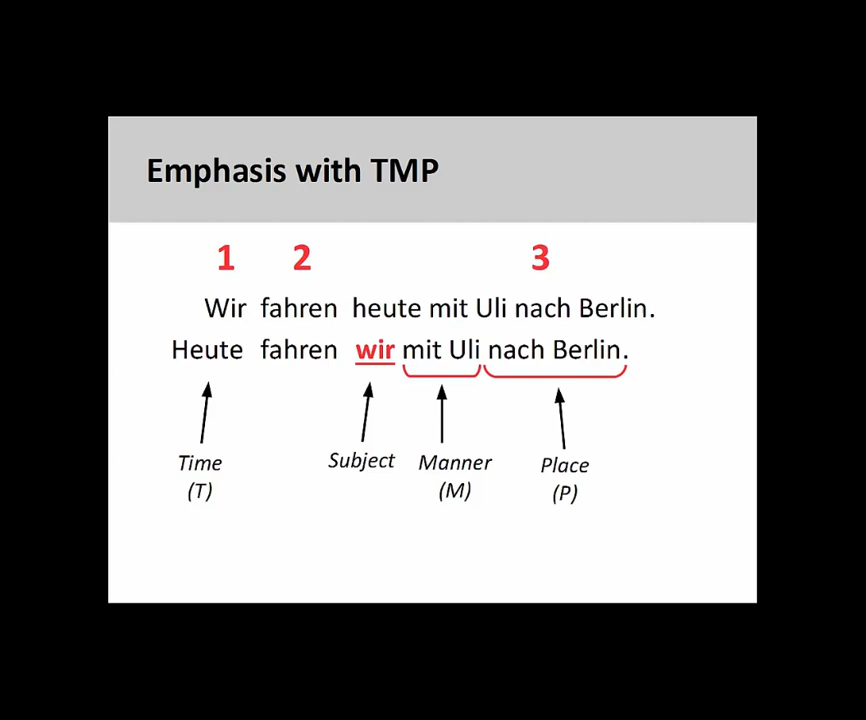 Emphasis with TMP
1 2 3
Wir fahren heute mit Uli nach Berlin.
Heute fahren wir mit Uli nach Berlin.
Time Subject Manner Place
(T) (M) (P)